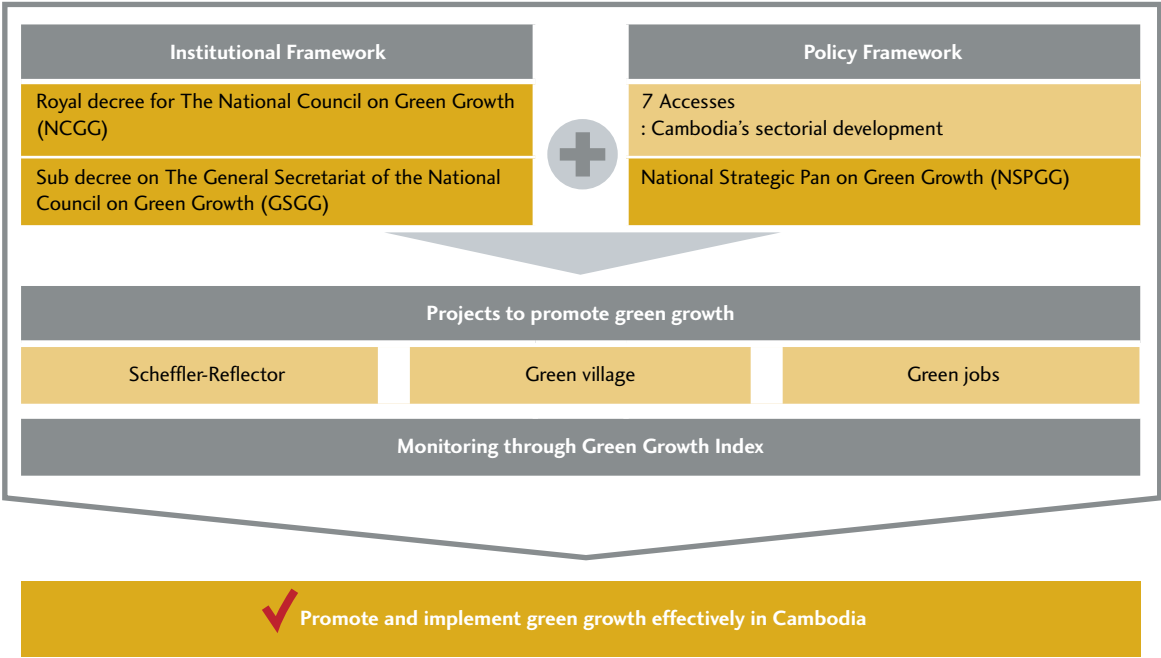 Institutional Framework
Policy Framework
Royal decree for The National Council on Green Growth
(NCGG)
7 Accesses
: Cambodia’s sectorial development
Sub decree on The General Secretariat of the National
Council on Green Growth (GSGG)
National Strategic Pan on Green Growth (NSPGG)
Projects to promote green growth
Scheffler-Reflector
Green village
Green jobs
Monitoring through Green Growth Index
Promote and implement green growth effectively in Cambodia